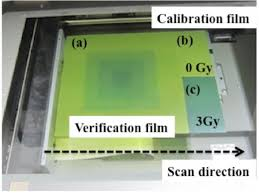 Calibration film
(a)
(b)
0 Gy
(c)
3Gy
Verification film
Scan direction